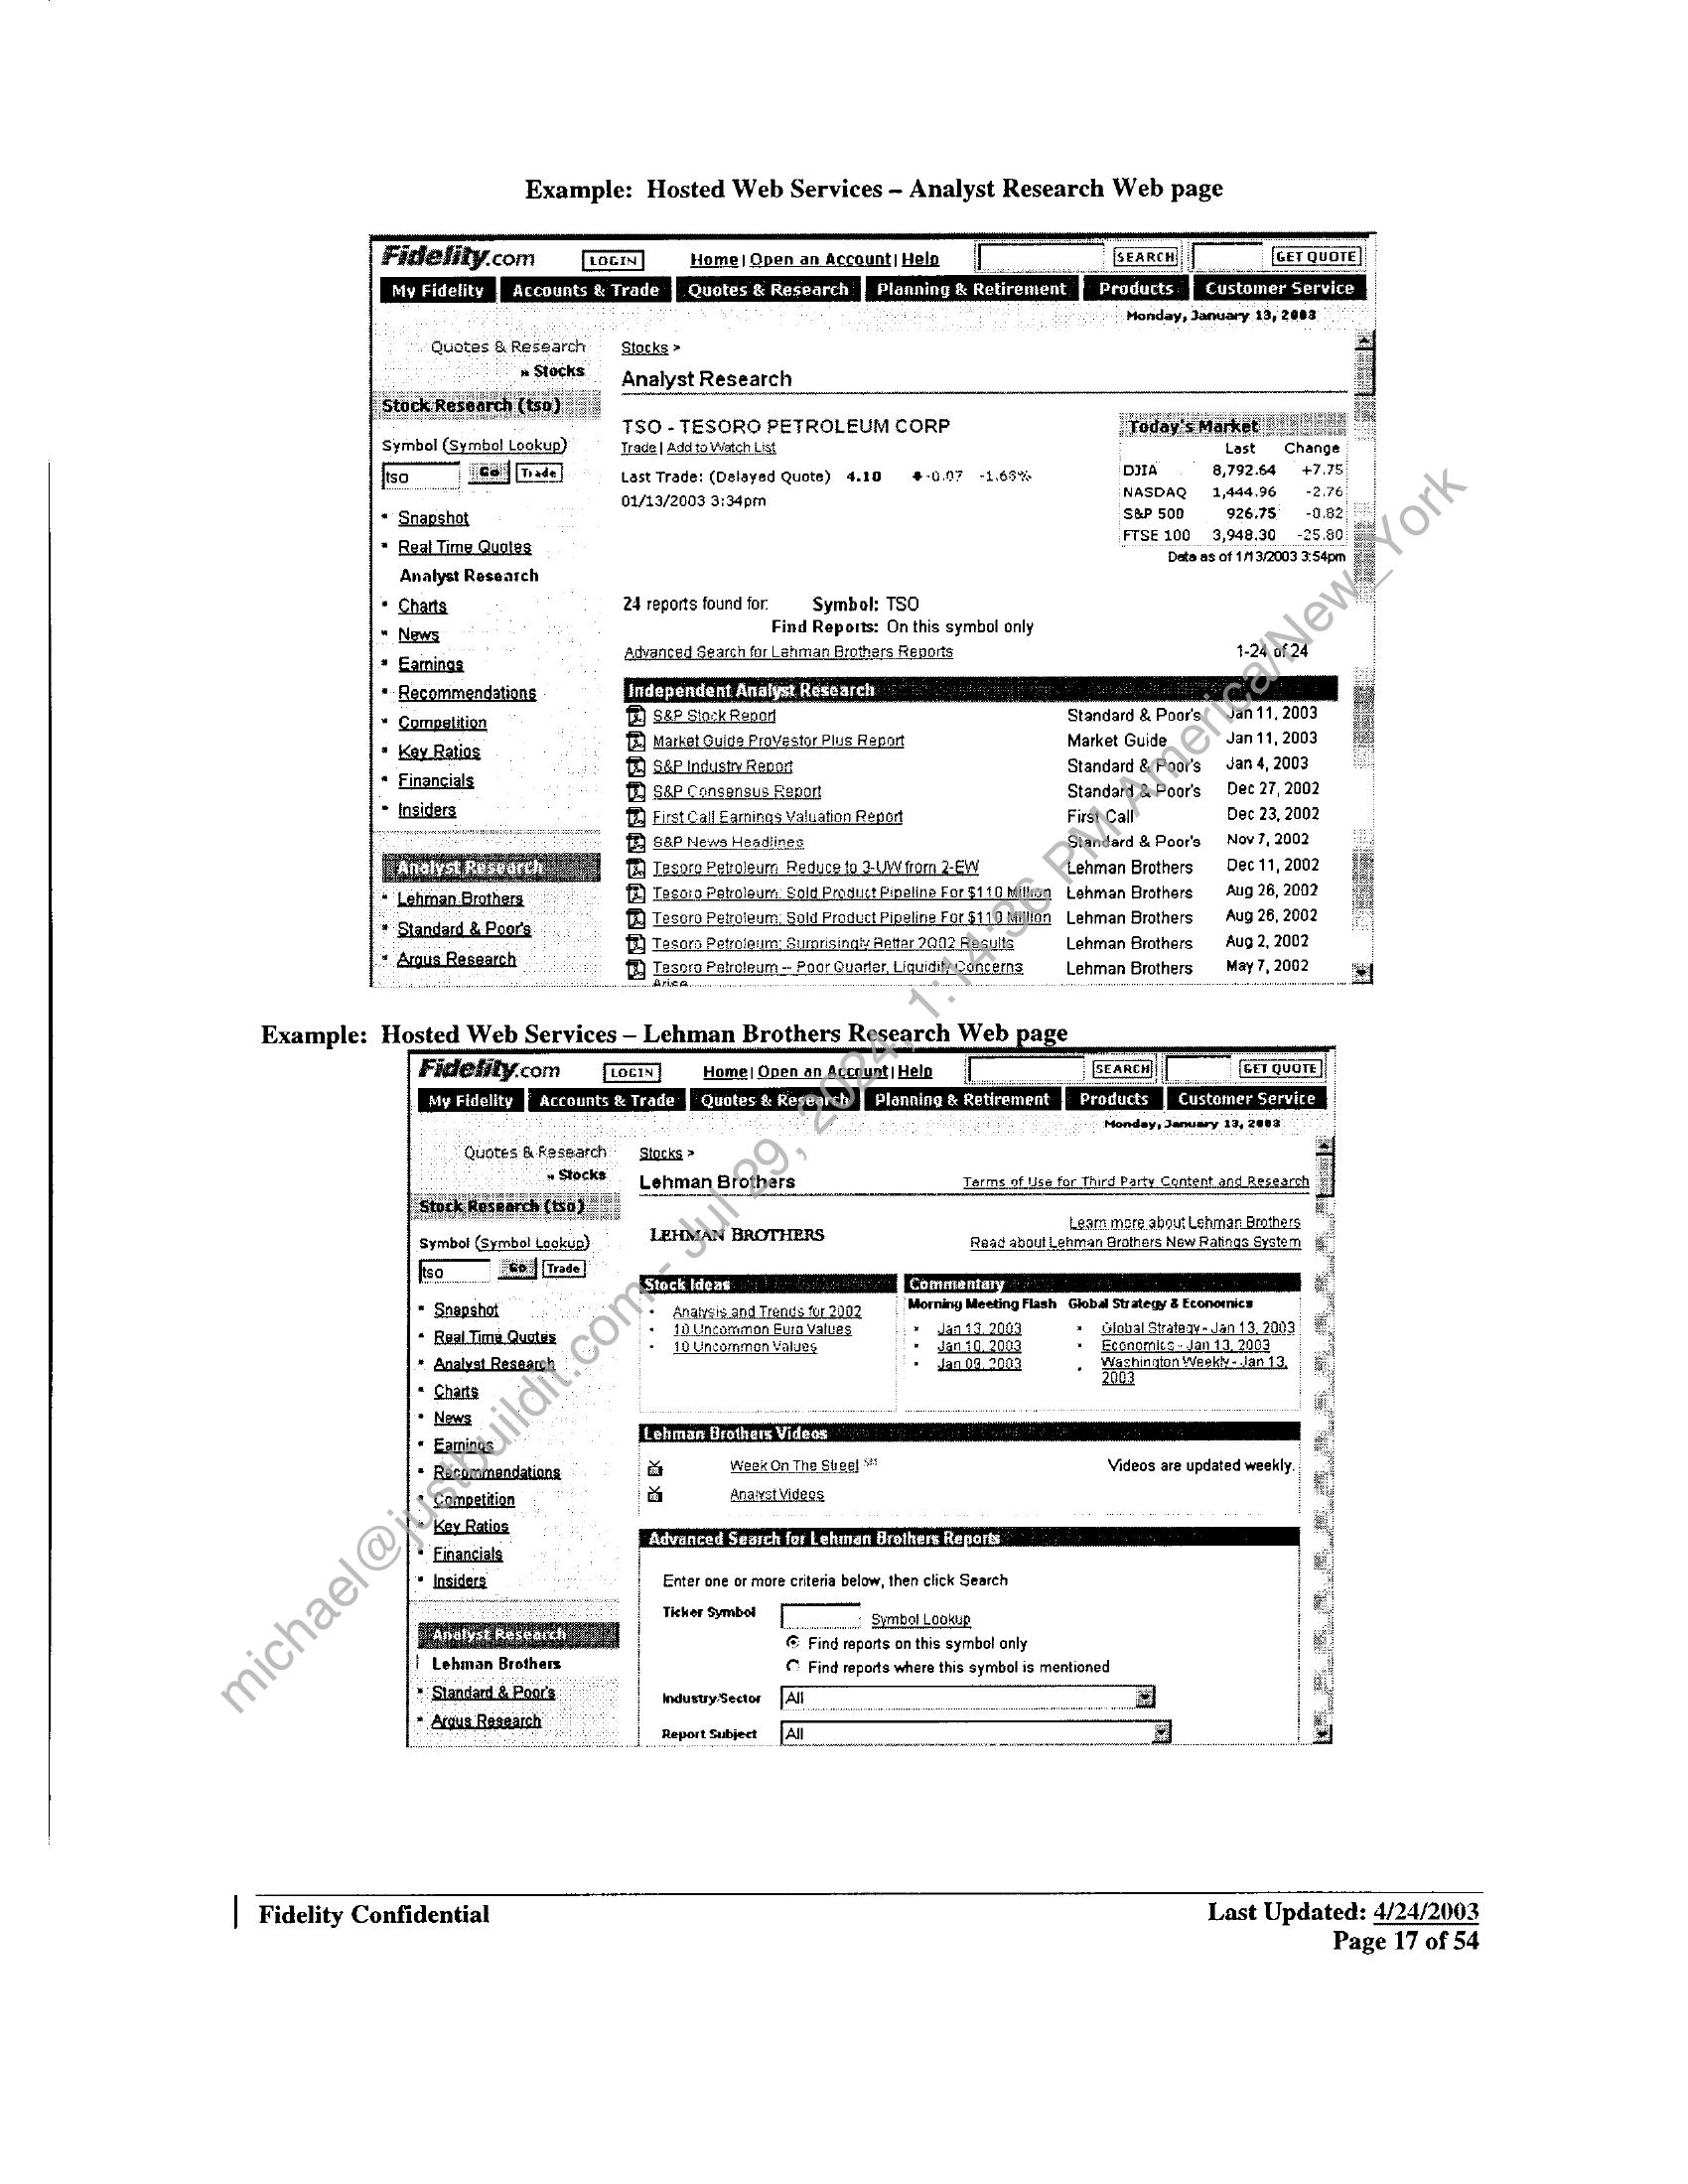 Example: Hosted Web Services – Analyst Research Web page
Fidelity.com LOGIN Home | Open an Account | Help SEARCH GET QUOTE
My Fidelity Accounts & Trade Quotes & Research Planning & Retirement Products Customer Service
Monday, January 13, 2003
Quotes & Research
» Stocks
Stock Research (tso)
Symbol (Symbol Lookup)
tso Go Trade
Snapshot
Real Time Quotes
Analyst Research
Charts
News
Earnings
Recommendations
Competition
Key Ratios
Financials
Insiders
Analyst Research
Lehman Brothers
Standard & Poor's
Argus Research
Stocks >
Analyst Research
TSO - TESORO PETROLEUM CORP
Trade | Add to Watch List
Last Trade: (Delayed Quote) 4.10 -0.07 -1.68%
01/13/2003 3:34pm
Today's Market
Last Change
DJIA 8,792.64 +7.75
NASDAQ 1,444.96 -2.76
S&P 500 926.75 -0.82
FTSE 100 3,948.30 -25.80
Data as of 1/13/2003 3:54pm
24 reports found for: Symbol: TSO
Find Reports: On this symbol only
Advanced Search for Lehman Brothers Reports 1-24 of 24
Independent Analyst Research
S&P Stock Report Standard & Poor's Jan 11, 2003
Market Guide ProVestor Plus Report Market Guide Jan 11, 2003
S&P Industry Report Standard & Poor's Jan 4, 2003
S&P Consensus Report Standard & Poor's Dec 27, 2002
First Call Earnings Valuation Report First Call Dec 23, 2002
S&P News Headlines Standard & Poor's Nov 7, 2002
Tesoro Petroleum: Reduce to 3-UW from 2-EW Lehman Brothers Dec 11, 2002
Tesoro Petroleum: Sold Product Pipeline For $110 Million Lehman Brothers Aug 26, 2002
Tesoro Petroleum: Sold Product Pipeline For $110 Million Lehman Brothers Aug 26, 2002
Tesoro Petroleum: Surprisingly Better 2Q02 Results Lehman Brothers Aug 2, 2002
Tesoro Petroleum -- Poor Quarter, Liquidity Concerns Lehman Brothers May 7, 2002
Arise
Example: Hosted Web Services – Lehman Brothers Research Web page
Fidelity.com LOGIN Home | Open an Account | Help SEARCH GET QUOTE
My Fidelity Accounts & Trade Quotes & Research Planning & Retirement Products Customer Service
Monday, January 13, 2003
Quotes & Research
» Stocks
Stock Research (tso)
Symbol (Symbol Lookup)
tso Go Trade
Snapshot
Real Time Quotes
Analyst Research
Charts
News
Earnings
Recommendations
Competition
Key Ratios
Financials
Insiders
Analyst Research
Lehman Brothers
Standard & Poor's
Argus Research
Stocks >
Lehman Brothers Terms of Use for Third Party Content and Research
LEHMAN BROTHERS
Learn more about Lehman Brothers
Read about Lehman Brothers New Ratings System
Stock Ideas
Analysis and Trends for 2002
10 Uncommon Euro Values
10 Uncommon Values
Commentary
Morning Meeting Flash Global Strategy & Economics
Jan 13, 2003 Global Strategy - Jan 13, 2003
Jan 10, 2003 Economics - Jan 13, 2003
Jan 09, 2003 Washington Weekly - Jan 13,
2003
Lehman Brothers Videos
Week On The Street SM Videos are updated weekly.
Analyst Videos
Advanced Search for Lehman Brothers Reports
Enter one or more criteria below, then click Search
Ticker Symbol Symbol Lookup
Find reports on this symbol only
Find reports where this symbol is mentioned
Industry/Sector All
Report Subject All
michael@justbuildit.com - Jul 29, 2024, 1:14:36 PM America/New_York
Fidelity Confidential Last Updated: 4/24/2003
Page 17 of 54